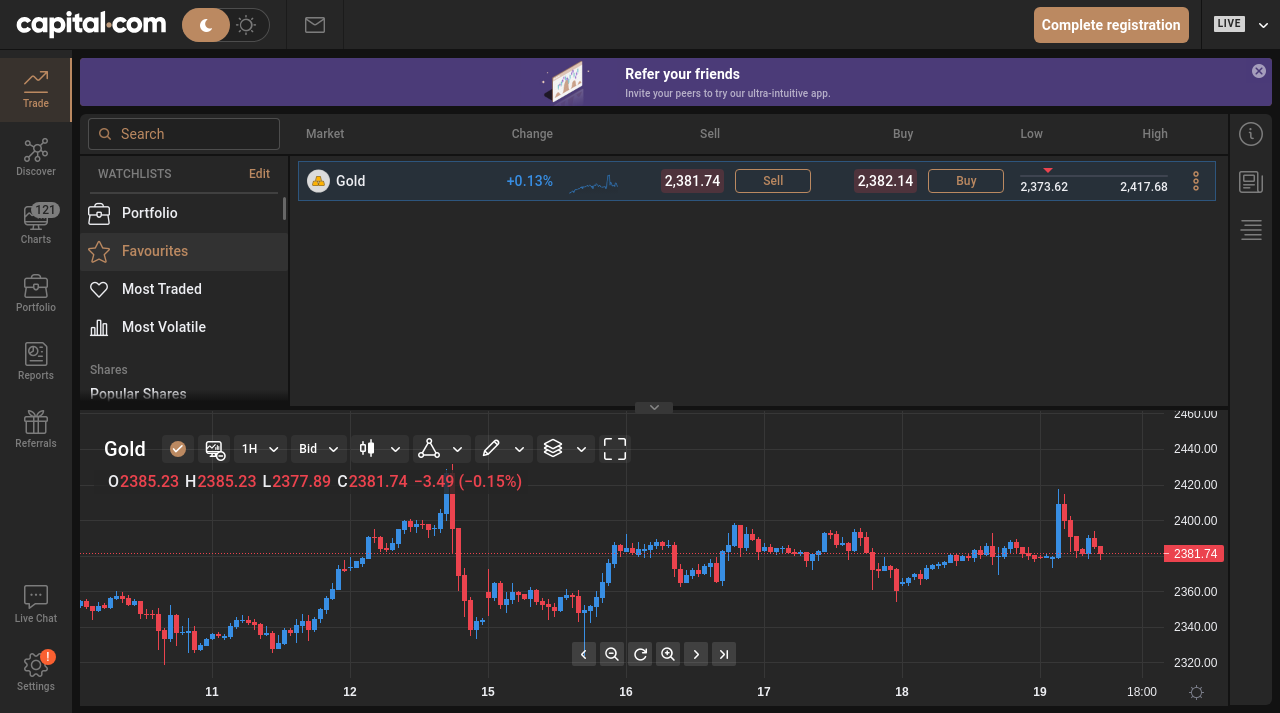 capital.com
Complete registration
LIVE
Trade
Discover
121
Charts
Portfolio
Reports
Referrals
Live Chat
!
Settings
Refer your friends
Invite your peers to try our ultra-intuitive app.
Search
WATCHLISTS Edit
Portfolio
Favourites
Most Traded
Most Volatile
Shares
Popular Shares
Market Change Sell Buy Low High
Gold +0.13% 2,381.74 Sell 2,382.14 Buy 2,373.62 2,417.68
Gold 1H Bid
O2385.23 H2385.23 L2377.89 C2381.74 −3.49 (−0.15%)
2460.00
2440.00
2420.00
2400.00
2381.74
2360.00
2340.00
2320.00
11 12 15 16 17 18 19 18:00